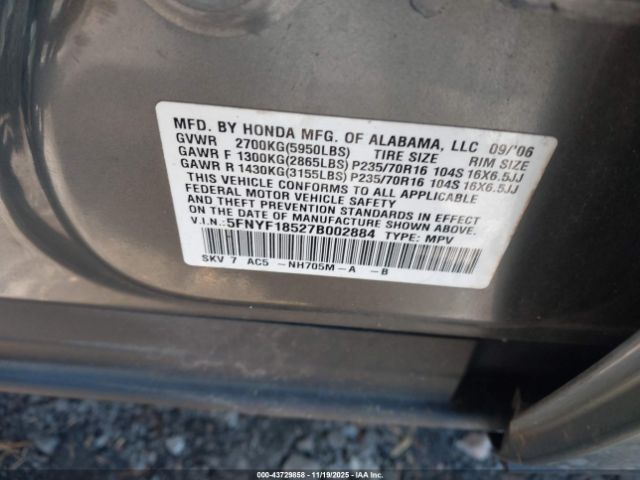 MFD. BY HONDA MFG. OF ALABAMA, LLC 09/'06
GVWR 2700KG(5950LBS) TIRE SIZE RIM SIZE
GAWR F 1300KG(2865LBS) P235/70R16 104S 16X6.5JJ
GAWR R 1430KG(3155LBS) P235/70R16 104S 16X6.5JJ
THIS VEHICLE CONFORMS TO ALL APPLICABLE
FEDERAL MOTOR VEHICLE SAFETY
AND THEFT PREVENTION STANDARDS IN EFFECT
ON THE DATE OF MANUFACTURE SHOWN ABOVE.
V.I.N.: 5FNYF18527B002884 TYPE: MPV
SKV 7 AC5 -NH705M-A -B
00-43729858 - 11/19/2025 - IAAI.COM